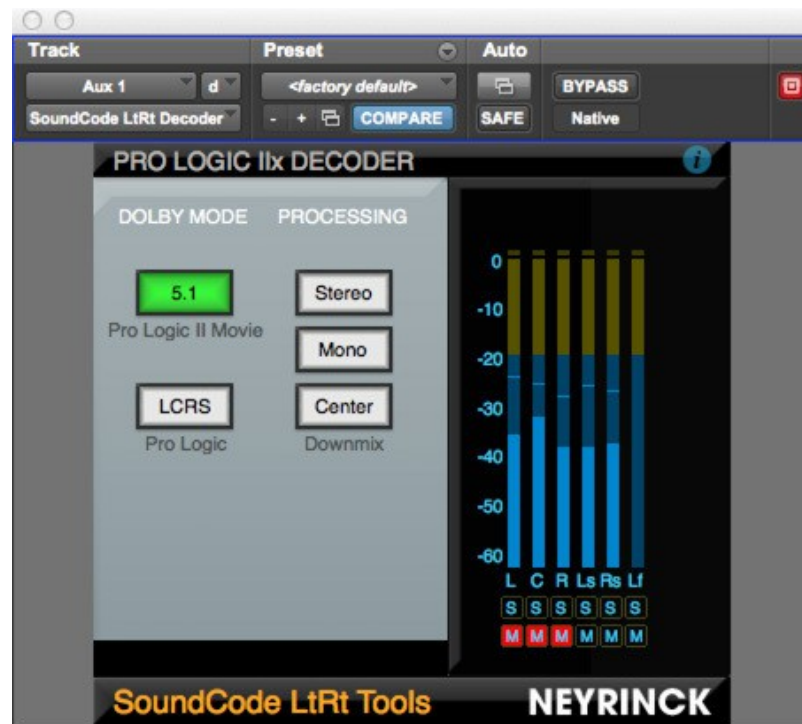 Track Preset Auto
Aux 1 d <factory default> BYPASS
SoundCode LtRt Decoder - + COMPARE SAFE Native
PRO LOGIC IIx DECODER i
DOLBY MODE PROCESSING
5.1 Stereo
Pro Logic II Movie
Mono
LCRS Center
Pro Logic Downmix
0
-10
-20
-30
-40
-50
-60
L C R Ls Rs Lf
S S S S S S
M M M M M M
SoundCode LtRt Tools NEYRINCK